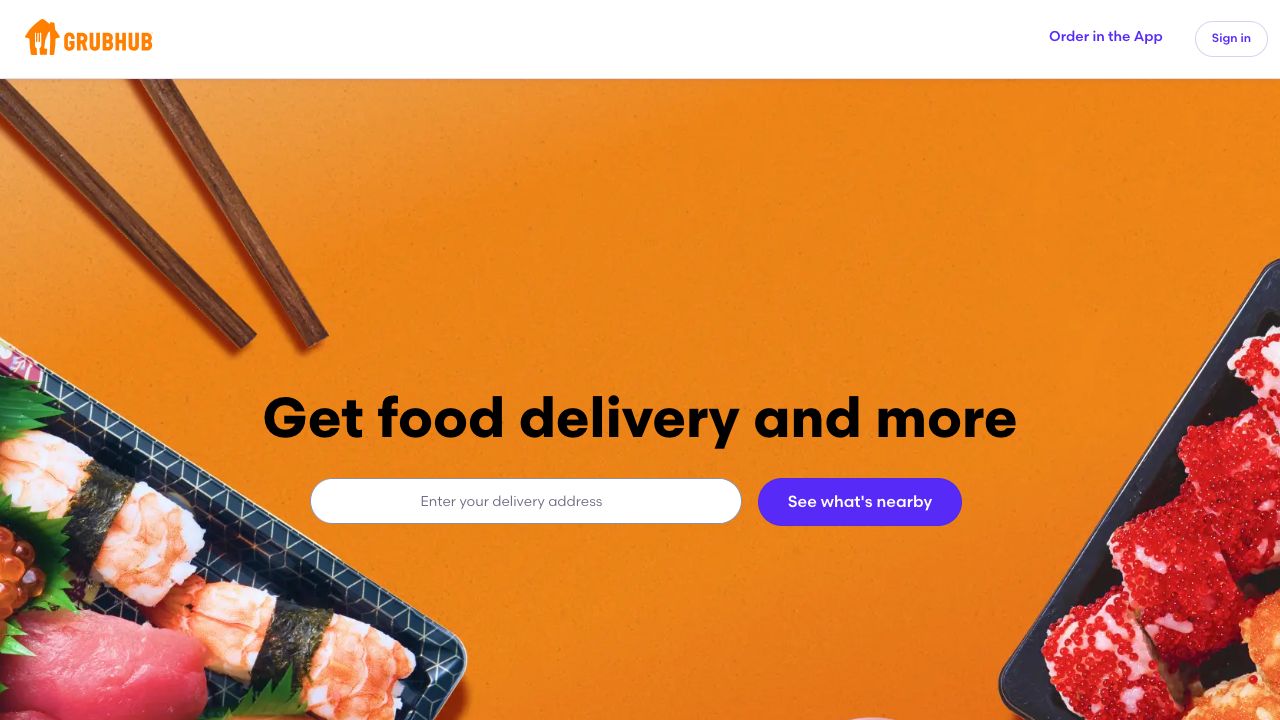 GRUBHUB
Order in the App
Sign in
Get food delivery and more
Enter your delivery address
See what's nearby